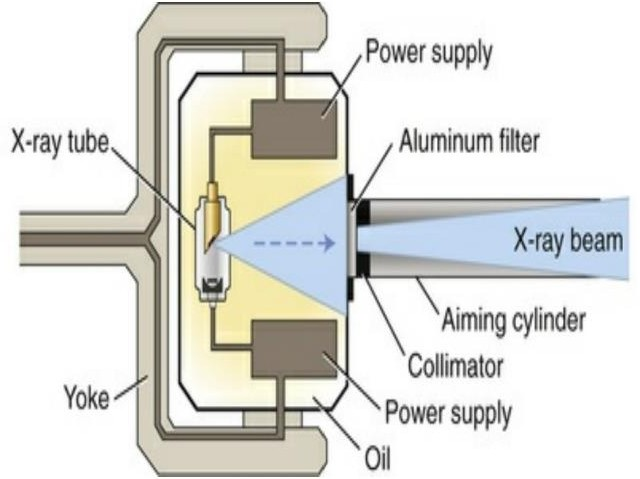 Power supply
X-ray tube
Aluminum filter
X-ray beam
Aiming cylinder
Collimator
Yoke
Power supply
Oil